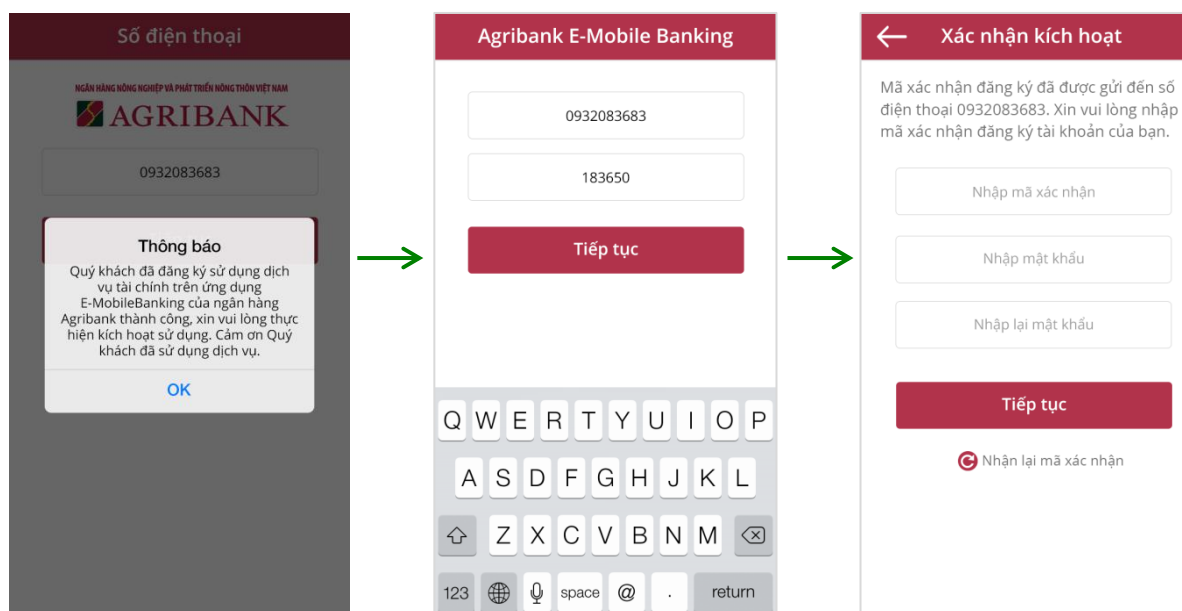 Số điện thoại
NGÂN HÀNG NÔNG NGHIỆP VÀ PHÁT TRIỂN NÔNG THÔN VIỆT NAM
AGRIBANK
0932083683
Thông báo
Quý khách đã đăng ký sử dụng dịch
vụ tài chính trên ứng dụng
E-MobileBanking của ngân hàng
Agribank thành công, xin vui lòng thực
hiện kích hoạt sử dụng. Cảm ơn Quý
khách đã sử dụng dịch vụ.
OK
Agribank E-Mobile Banking
0932083683
183650
Tiếp tục
Q W E R T Y U I O P
A S D F G H J K L
Z X C V B N M
123 space @ . return
Xác nhận kích hoạt
Mã xác nhận đăng ký đã được gửi đến số
điện thoại 0932083683. Xin vui lòng nhập
mã xác nhận đăng ký tài khoản của bạn.
Nhập mã xác nhận
Nhập mật khẩu
Nhập lại mật khẩu
Tiếp tục
Nhận lại mã xác nhận